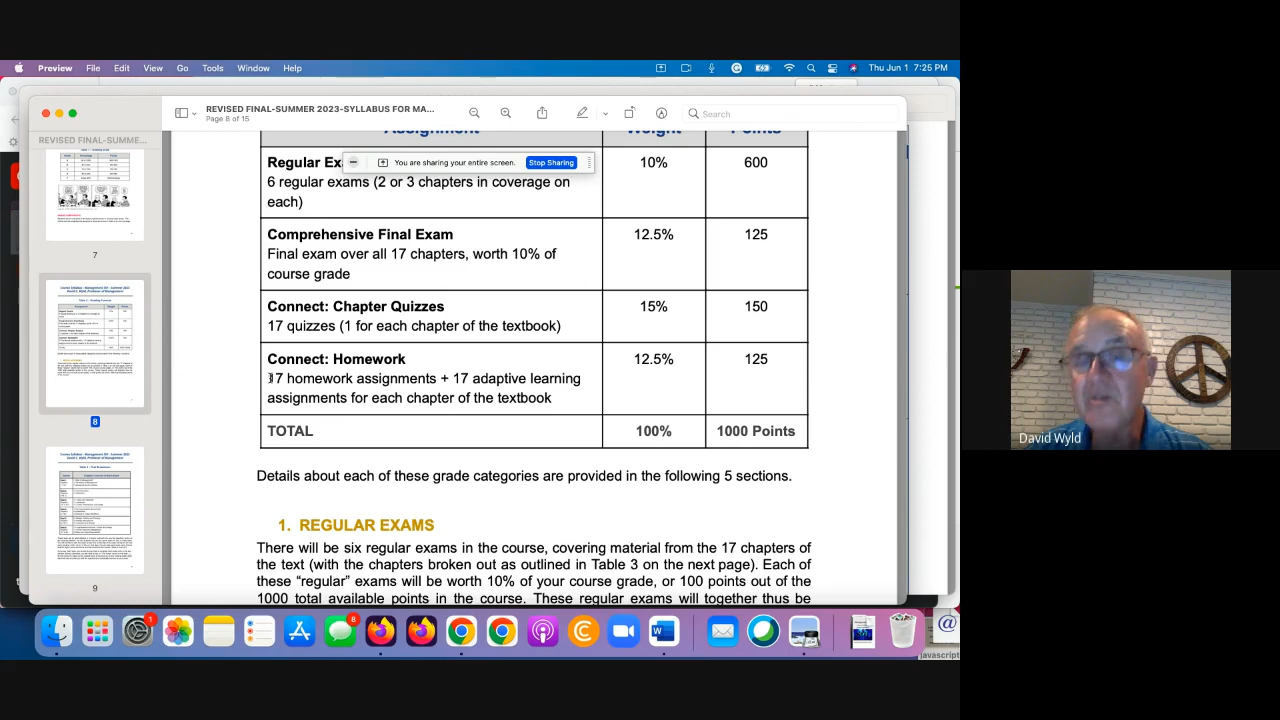 Preview File Edit View Go Tools Window Help Thu Jun 1 7:25 PM
REVISED FINAL-SUMMER 2023-SYLLABUS FOR MA...
Page 8 of 15
Search
REVISED FINAL-SUMME...
7
8
9
Assignment Weight Points
You are sharing your entire screen. Stop Sharing
Regular Ex 10% 600
6 regular exams (2 or 3 chapters in coverage on
each)
Comprehensive Final Exam 12.5% 125
Final exam over all 17 chapters, worth 10% of
course grade
Connect: Chapter Quizzes 15% 150
17 quizzes (1 for each chapter of the textbook)
Connect: Homework 12.5% 125
17 homework assignments + 17 adaptive learning
assignments for each chapter of the textbook
TOTAL 100% 1000 Points
Details about each of these grade categories are provided in the following 5 sections.
1. REGULAR EXAMS
There will be six regular exams in the course, covering material from the 17 chapters of
the text (with the chapters broken out as outlined in Table 3 on the next page). Each of
these “regular” exams will be worth 10% of your course grade, or 100 points out of the
1000 total available points in the course. These regular exams will together thus be
David Wyld
1
8
@
javascript